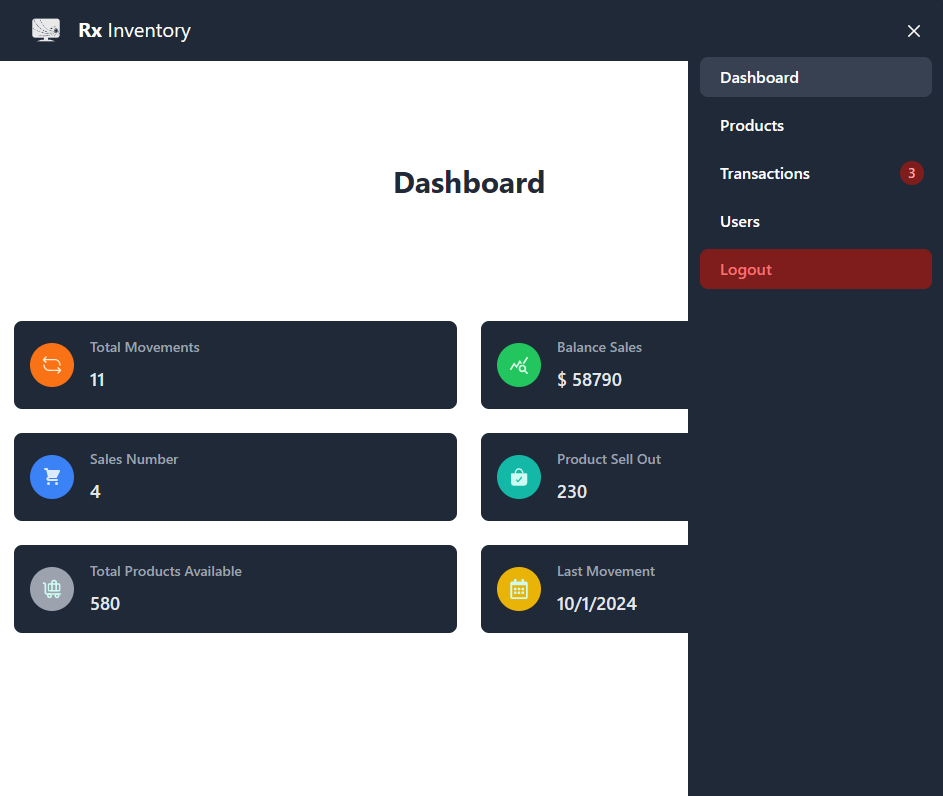 Rx Inventory
Dashboard
Products
Transactions 3
Users
Logout
Dashboard
Total Movements
11
Balance Sales
$ 58790
Sales Number
4
Product Sell Out
230
Total Products Available
580
Last Movement
10/1/2024